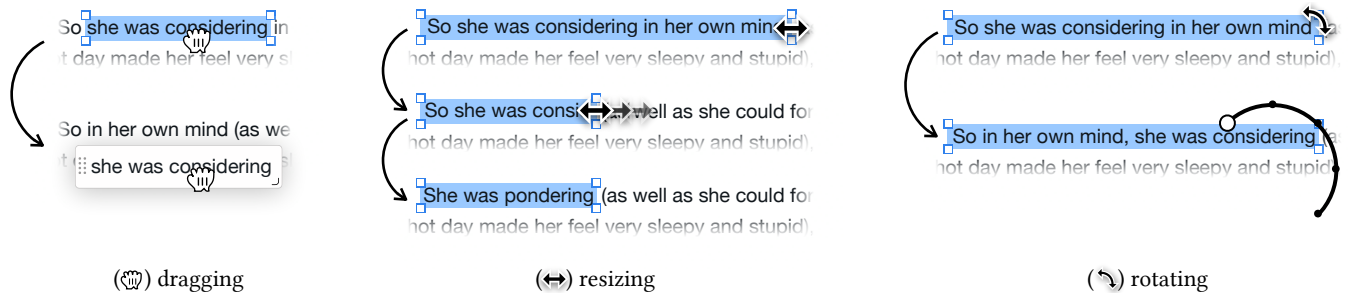 So she was considering in
t day made her feel very sl
So in her own mind (as we
she was considering
So she was considering in her own min
hot day made her feel very sleepy and stupid),
So she was consi well as she could for
hot day made her feel very sleepy and stupid),
She was pondering (as well as she could for
hot day made her feel very sleepy and stupid),
So she was considering in her own mind
hot day made her feel very sleepy and stupid),
So in her own mind, she was considering (a
hot day made her feel very sleepy and stupid)
() dragging
() resizing
() rotating